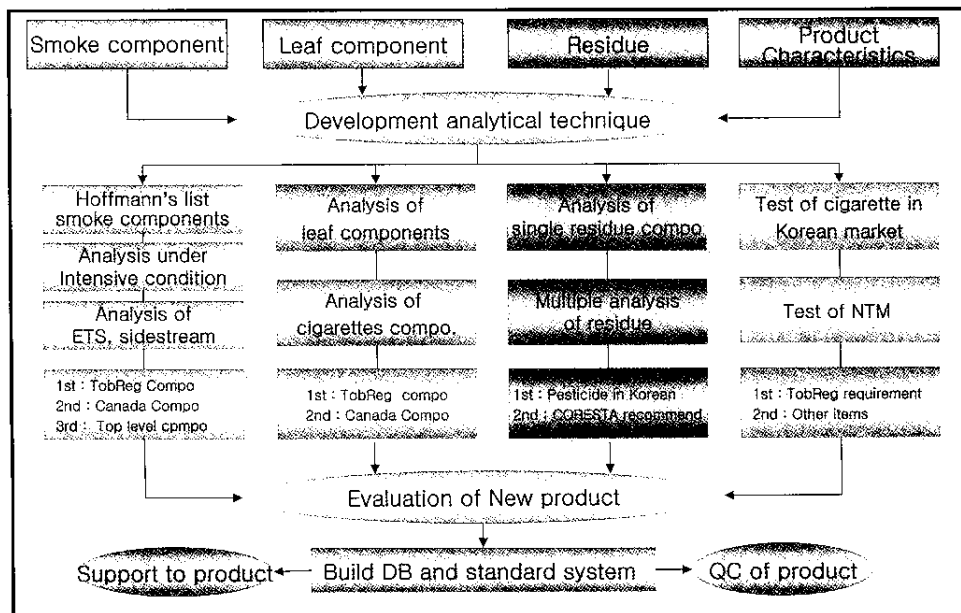 Smoke component
Leaf component
Residue
Product
Characteristics
Development analytical technique
Hoffmann's list
smoke components
Analysis under
Intensive condition
Analysis of
ETS, sidestream
1st : TobReg Compo
2nd : Canada Compo
3rd : Top level cpmpo
Analysis of
leaf components
Analysis of
cigarettes compo.
1st : TobReg compo
2nd : Canada Compo
Analysis of
single residue compo
Multiple analysis
of residue
1st : Pesticide in Korean
2nd : CORESTA recommend
Test of cigarette in
Korean market
Test of NTM
1st : TobReg requirement
2nd : Other items
Evaluation of New product
Support to product
Build DB and standard system
QC of product